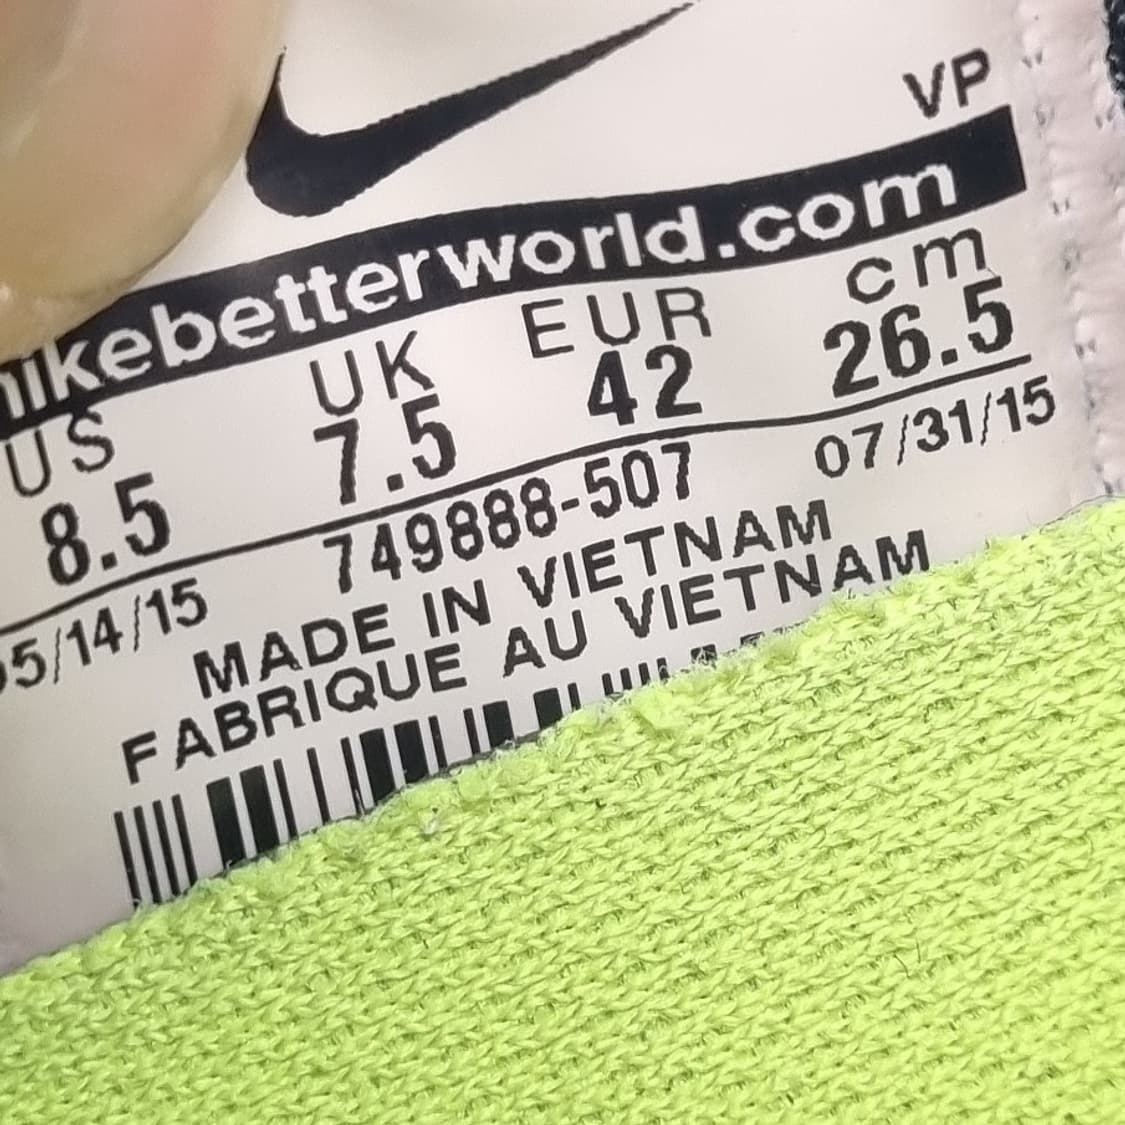 VP
nikebetterworld.com
US UK EUR cm
8.5 7.5 42 26.5
05/14/15 749888-507 07/31/15
MADE IN VIETNAM
FABRIQUE AU VIETNAM